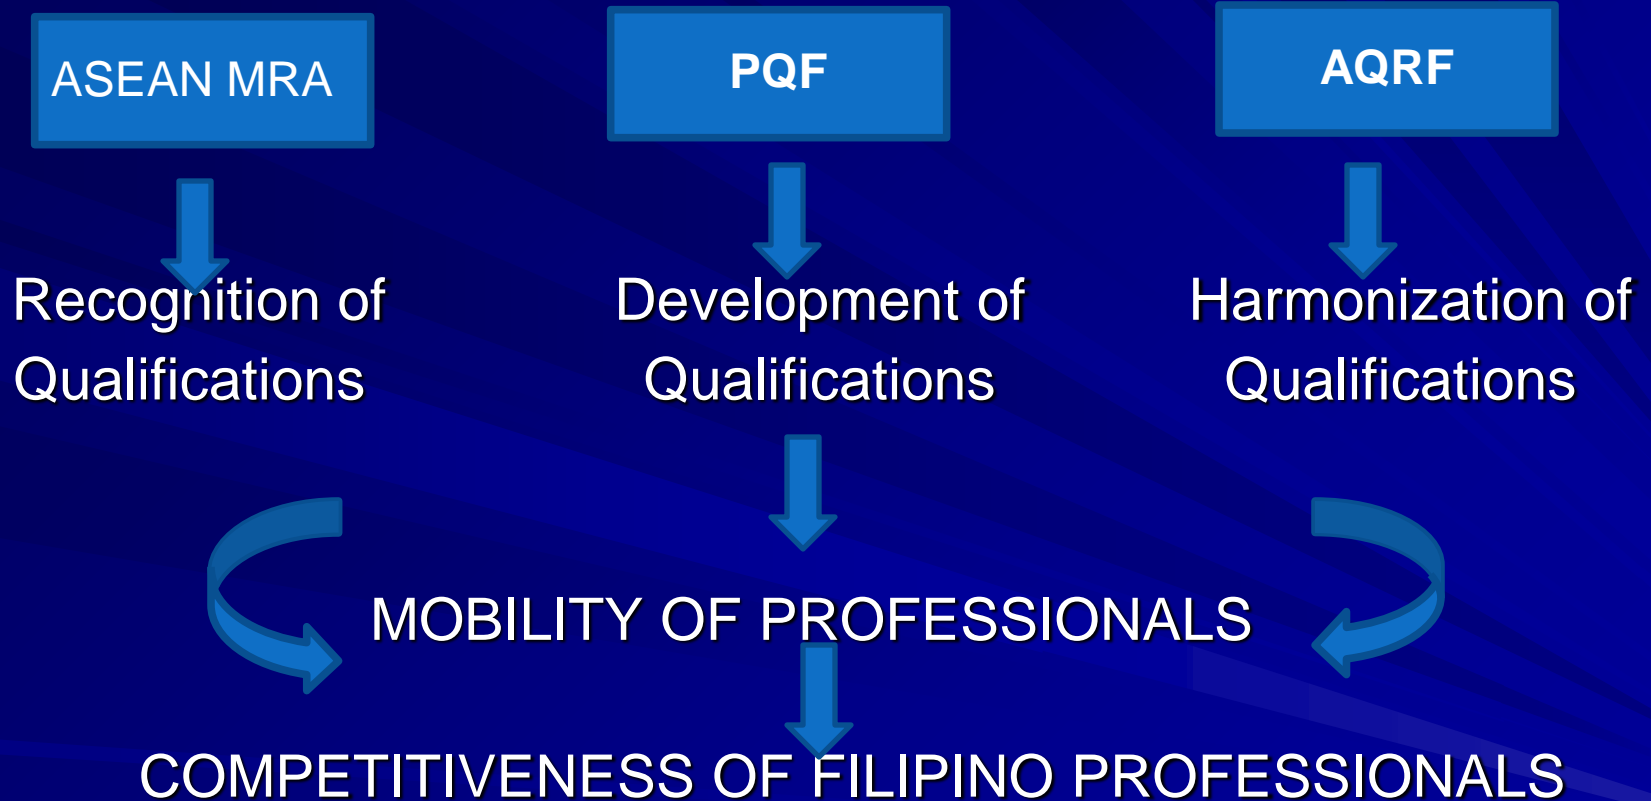 ASEAN MRA
PQF
AQRF
Recognition of
Qualifications
Development of
Qualifications
Harmonization of
Qualifications
MOBILITY OF PROFESSIONALS
COMPETITIVENESS OF FILIPINO PROFESSIONALS